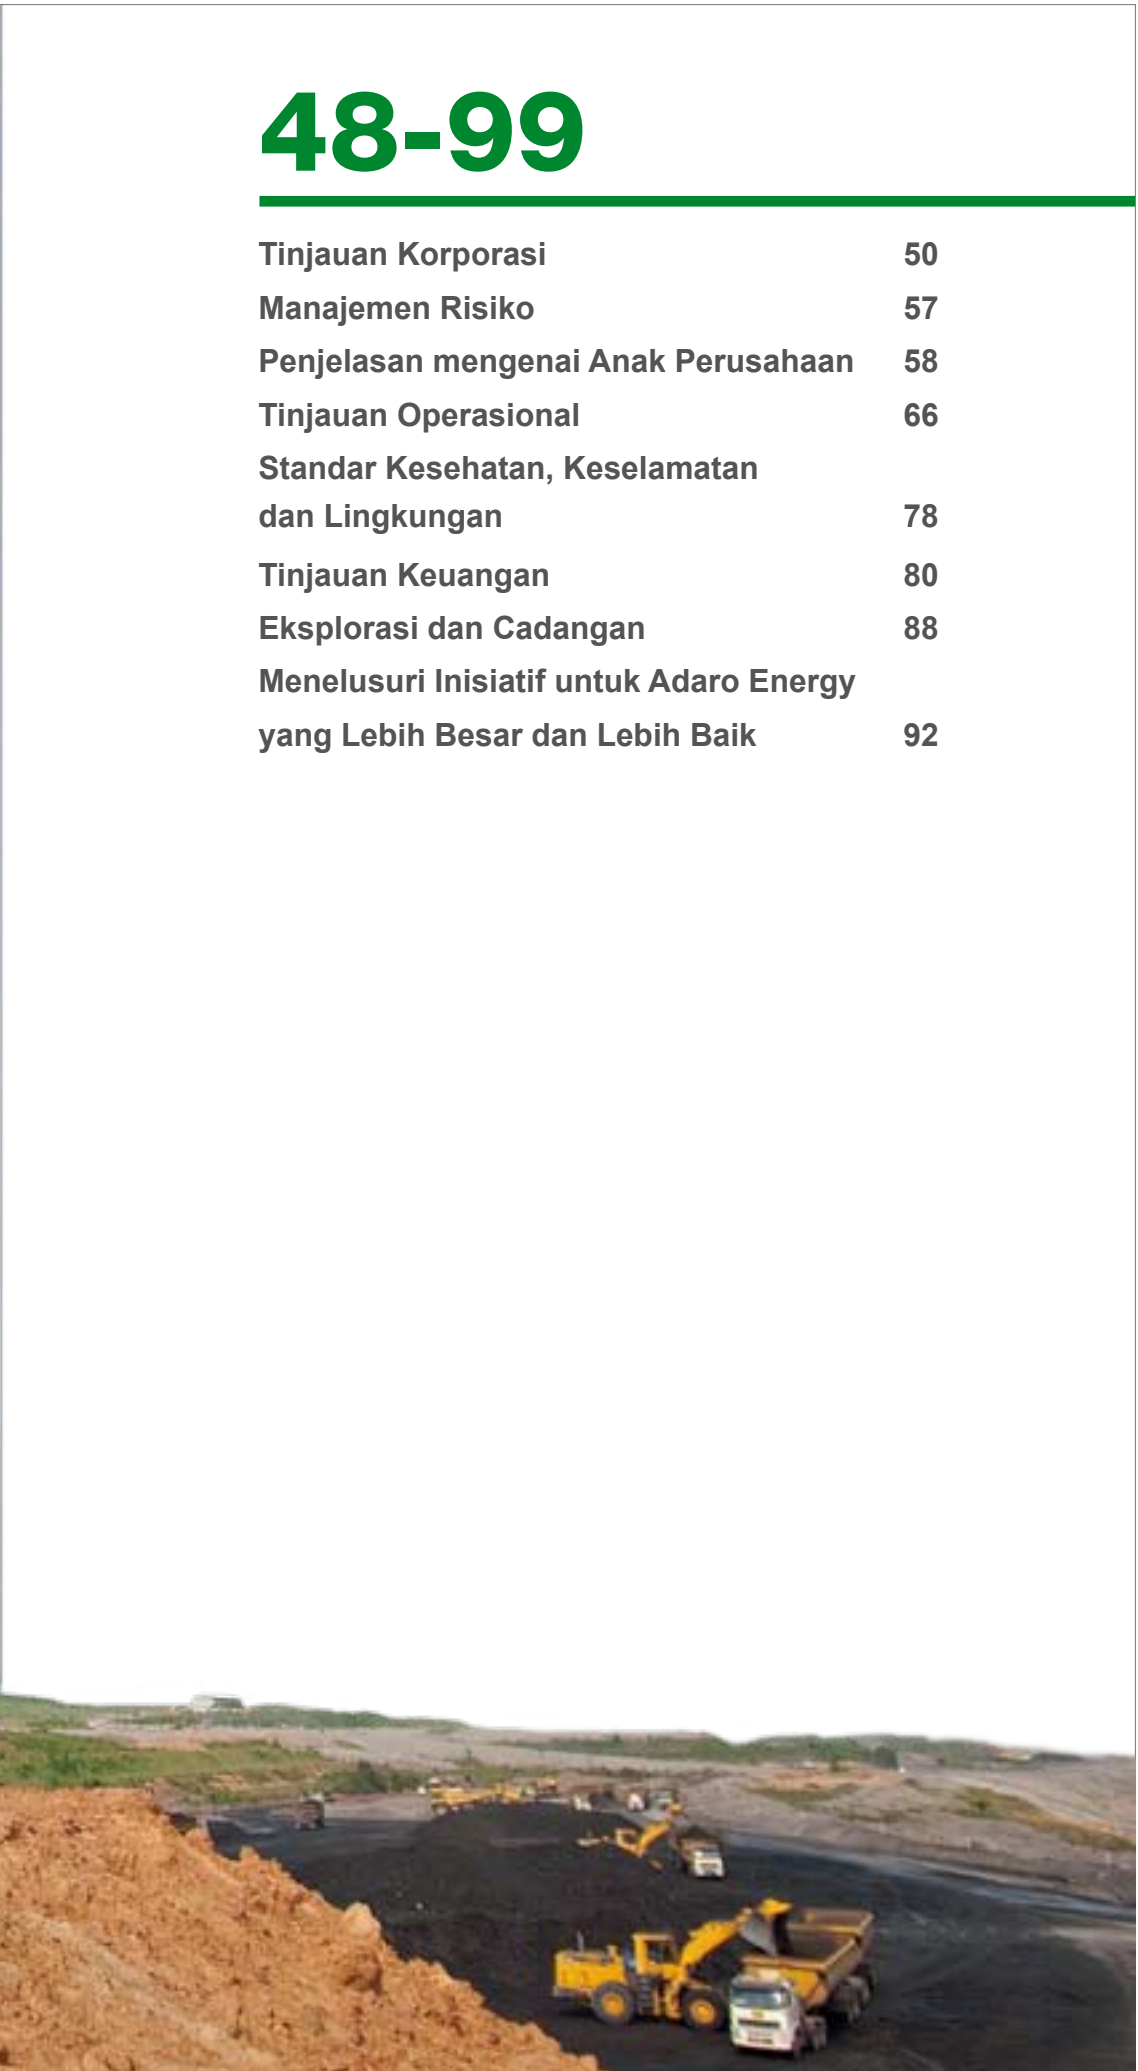 48-99
Tinjauan Korporasi 50
Manajemen Risiko 57
Penjelasan mengenai Anak Perusahaan 58
Tinjauan Operasional 66
Standar Kesehatan, Keselamatan
dan Lingkungan 78
Tinjauan Keuangan 80
Eksplorasi dan Cadangan 88
Menelusuri Inisiatif untuk Adaro Energy
yang Lebih Besar dan Lebih Baik 92